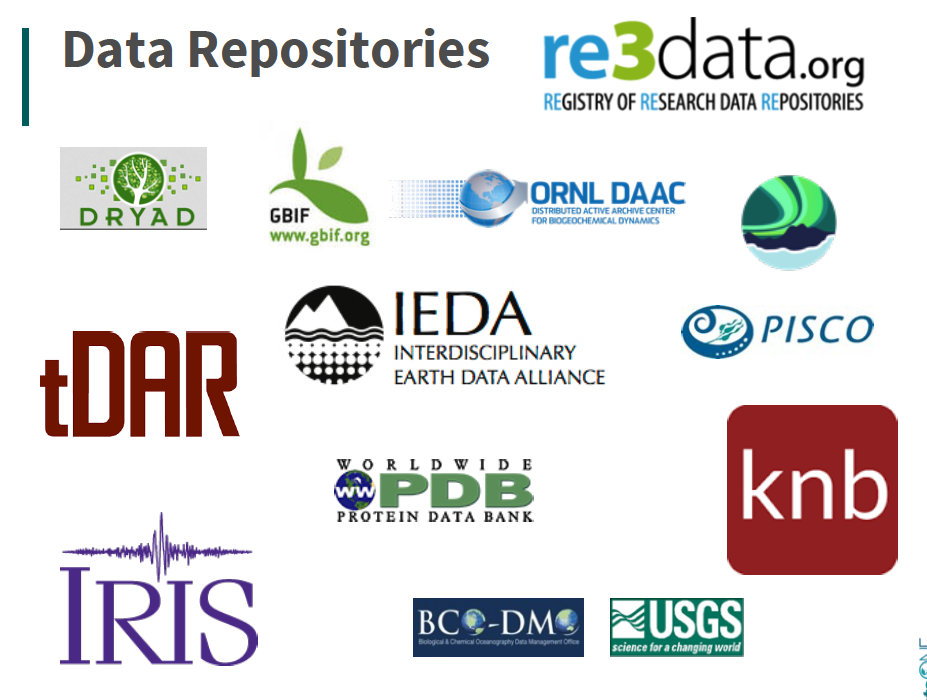 Data Repositories
re3data.org
REGISTRY OF RESEARCH DATA REPOSITORIES
DRYAD
GBIF
www.gbif.org
ORNL DAAC
DISTRIBUTED ACTIVE ARCHIVE CENTER
FOR BIOGEOCHEMICAL DYNAMICS
IEDA
INTERDISCIPLINARY
EARTH DATA ALLIANCE
PISCO
tDAR
WORLDWIDE
ww PDB
PROTEIN DATA BANK
knb
IRIS
BCO-DMO
Biological & Chemical Oceanography Data Management Office
USGS
science for a changing world